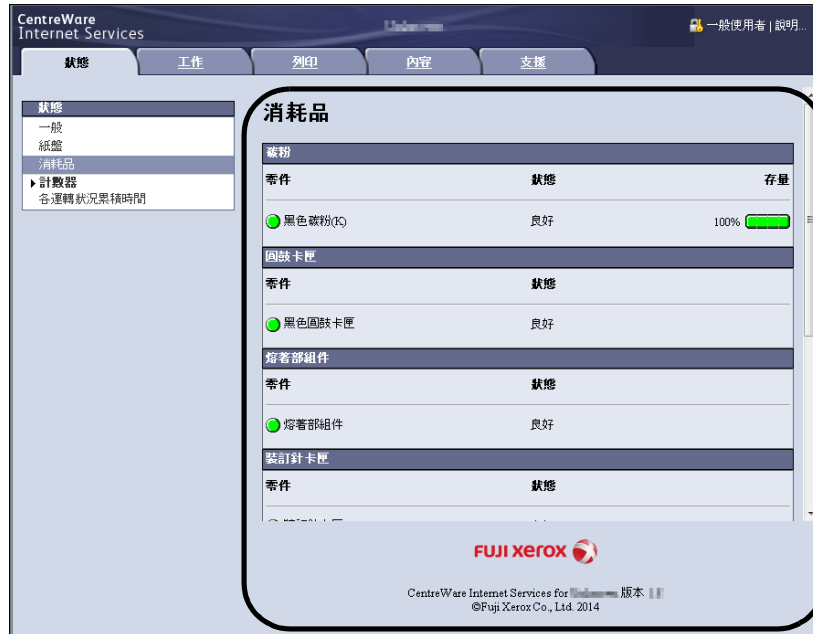 CentreWare
Internet Services
一般使用者 | 說明...
狀態 工作 列印 內容 支援
狀態
一般
紙盤
消耗品
計數器
各運轉狀況累積時間
消耗品
碳粉
零件 狀態 存量
黑色碳粉(K) 良好 100%
圓鼓卡匣
零件 狀態
黑色圓鼓卡匣 良好
熔著部組件
零件 狀態
熔著部組件 良好
裝訂針卡匣
零件 狀態
FUJI xerox
CentreWare Internet Services for 版本
©Fuji Xerox Co., Ltd. 2014